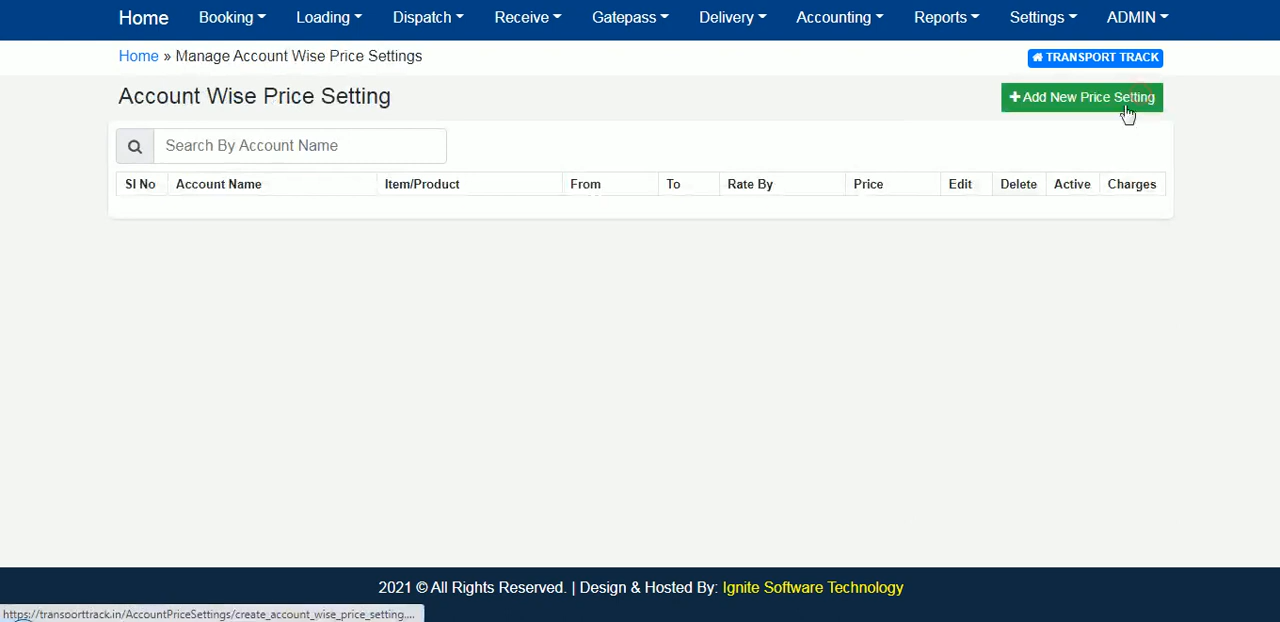 Home Booking Loading Dispatch Receive Gatepass Delivery Accounting Reports Settings ADMIN
Home » Manage Account Wise Price Settings TRANSPORT TRACK
Account Wise Price Setting + Add New Price Setting
Search By Account Name
Sl No Account Name Item/Product From To Rate By Price Edit Delete Active Charges
2021 © All Rights Reserved. | Design & Hosted By: Ignite Software Technology
https://transporttrack.in/AccountPriceSettings/create_account_wise_price_setting....